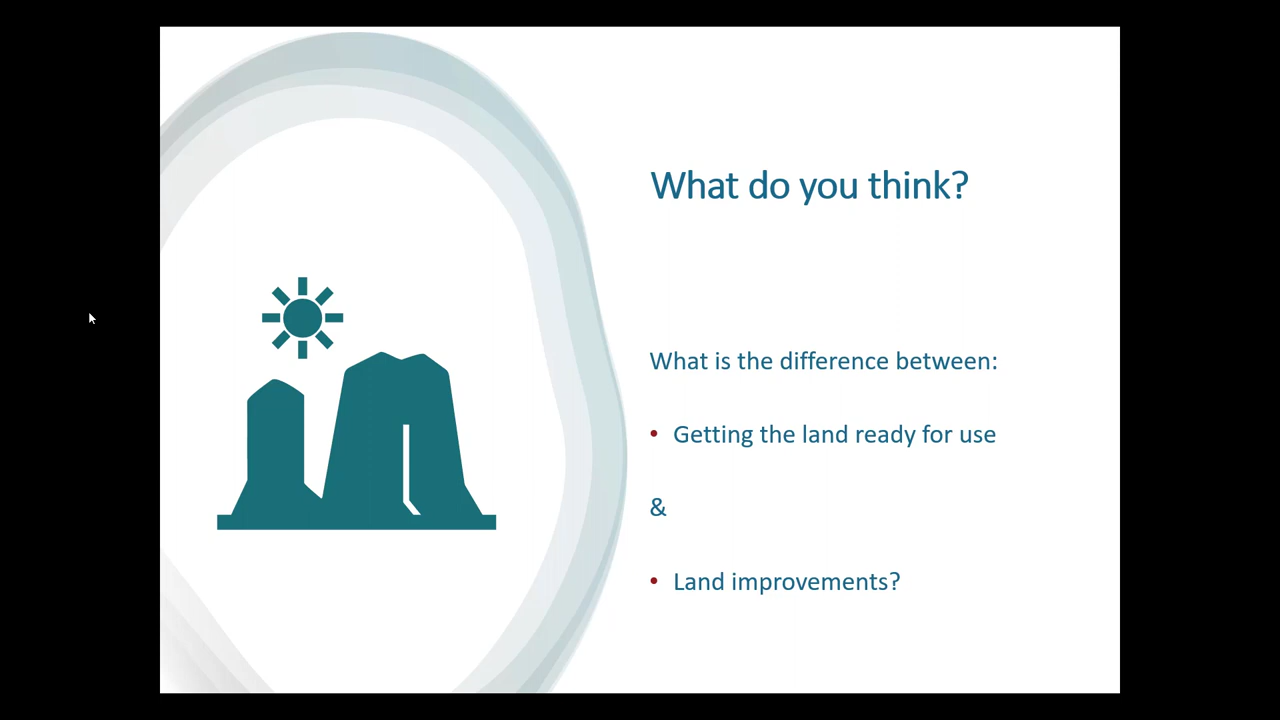 What do you think?
What is the difference between:
• Getting the land ready for use
&
• Land improvements?